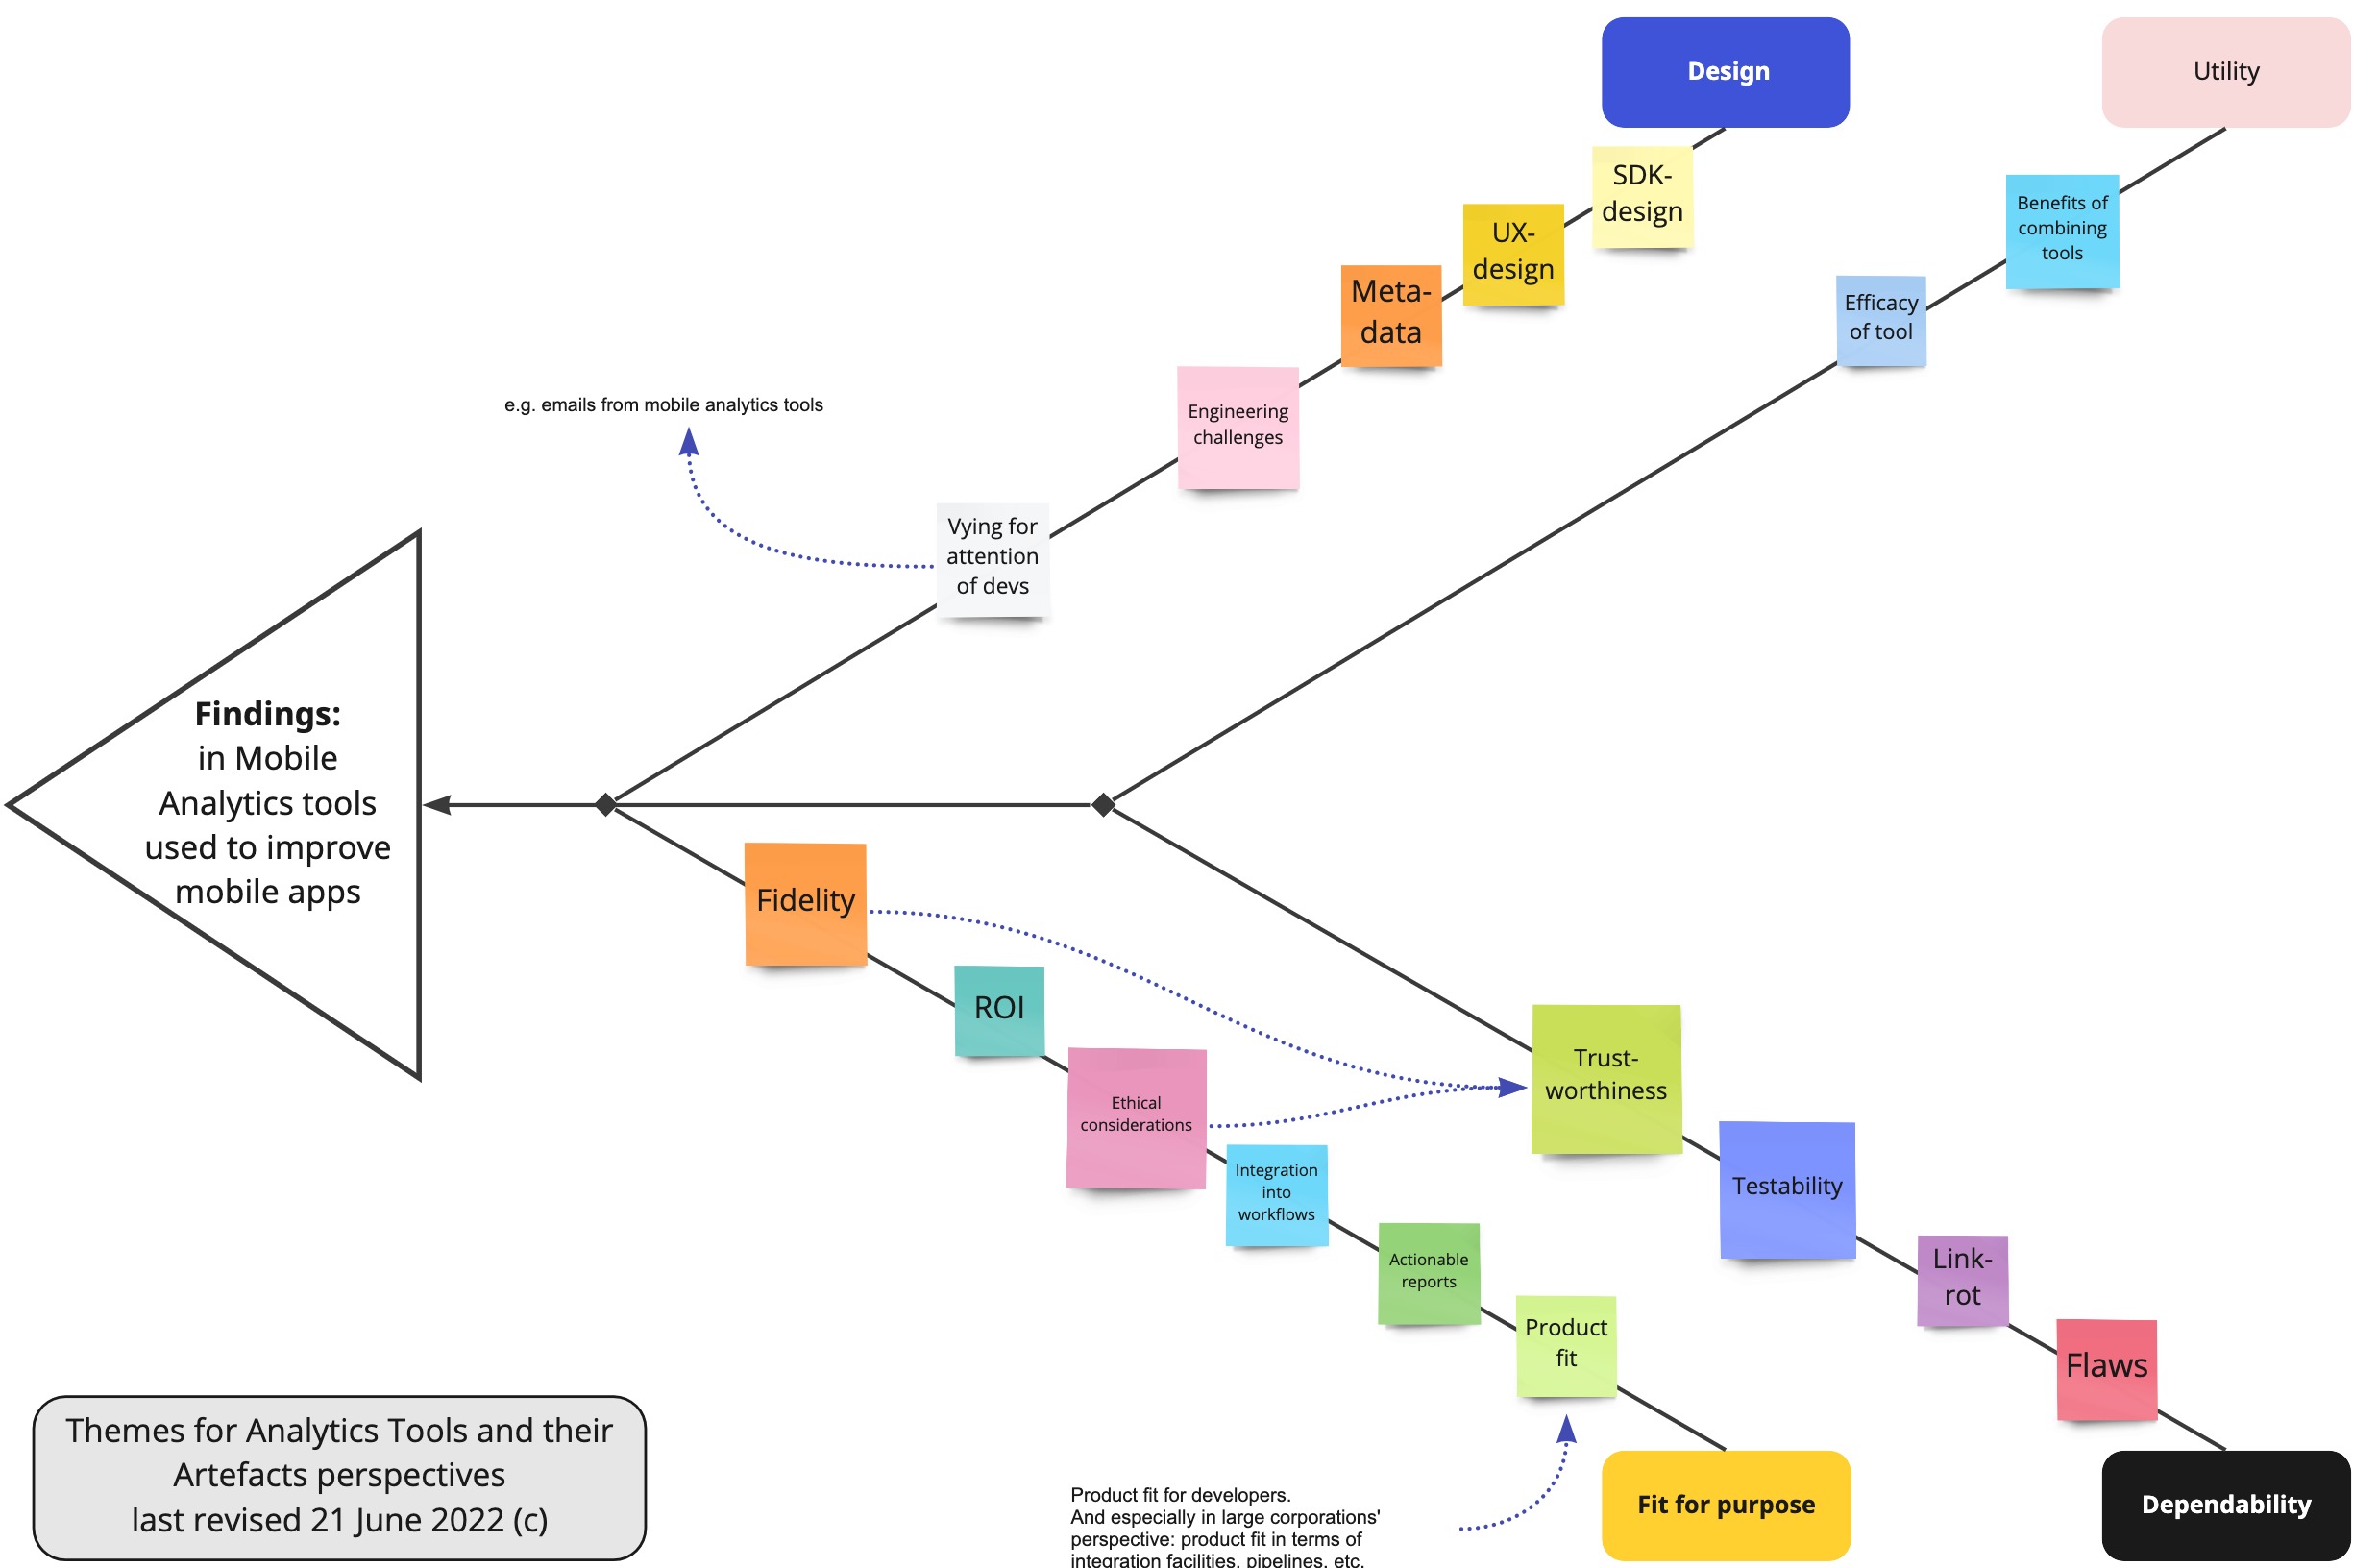 Design
Utility
SDK-
design
Benefits of
combining
tools
UX-
design
Meta-
data
Efficacy
of tool
Engineering
challenges
e.g. emails from mobile analytics tools
Vying for
attention
of devs
Findings:
in Mobile
Analytics tools
used to improve
mobile apps
Fidelity
ROI
Ethical
considerations
Trust-
worthiness
Integration
into
workflows
Testability
Actionable
reports
Link-
rot
Product
fit
Flaws
Themes for Analytics Tools and their
Artefacts perspectives
last revised 21 June 2022 (c)
Product fit for developers.
And especially in large corporations'
perspective: product fit in terms of
integration facilities, pipelines, etc.
Fit for purpose
Dependability